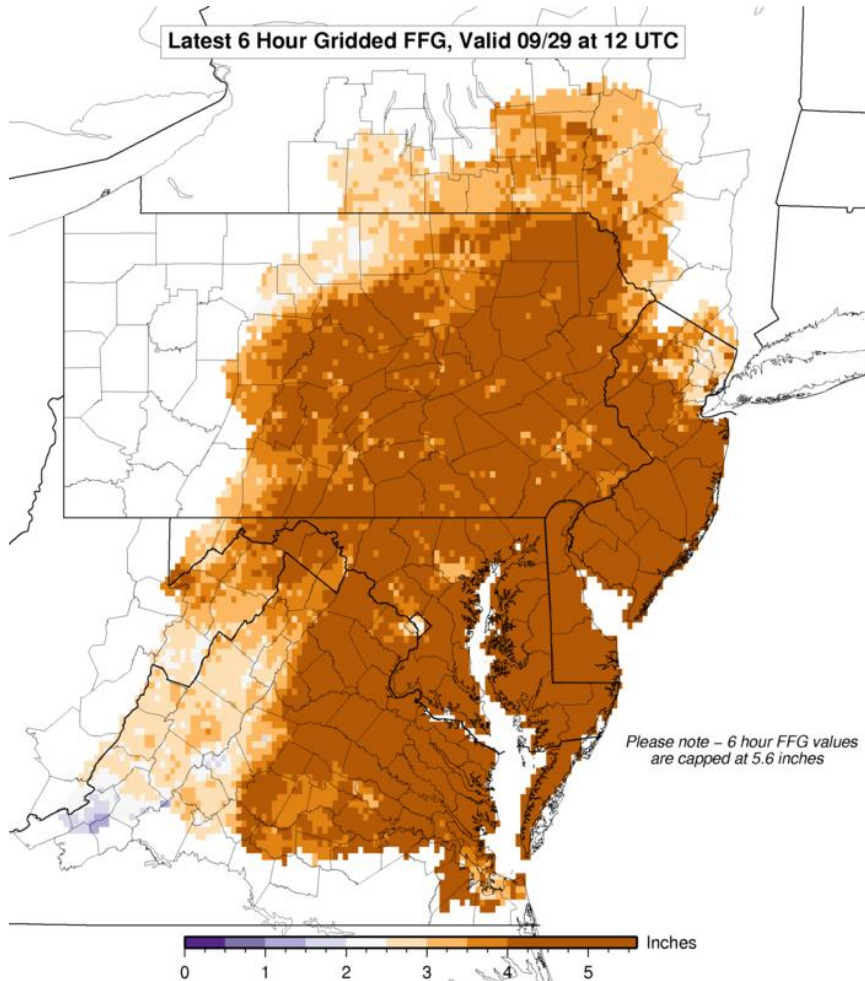 Latest 6 Hour Gridded FFG, Valid 09/29 at 12 UTC
Please note – 6 hour FFG values
are capped at 5.6 inches
Inches
0 1 2 3 4 5